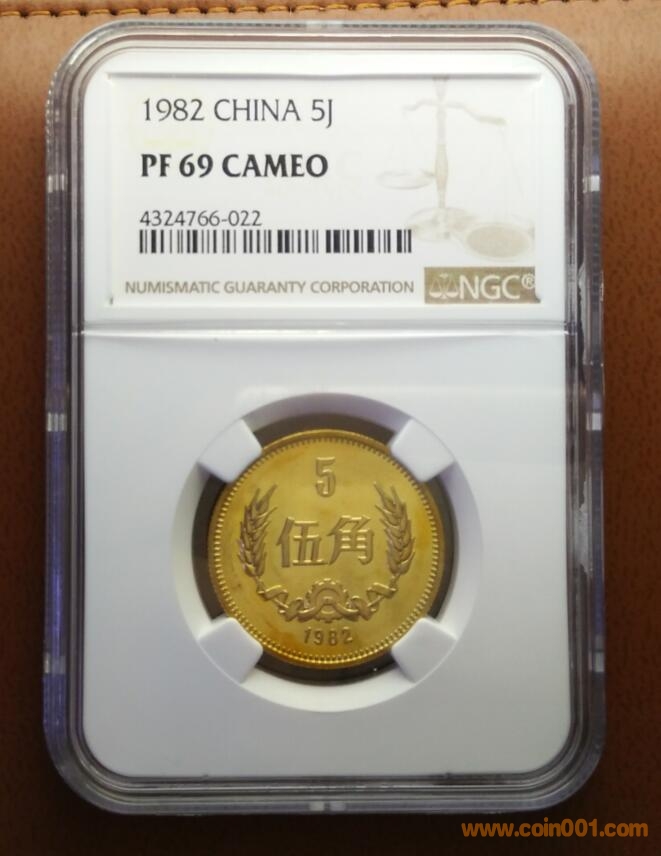 1982 CHINA 5J
PF 69 CAMEO
4324766-022
NUMISMATIC GUARANTY CORPORATION
NGC®
5
伍角
1982
www.coin001.com